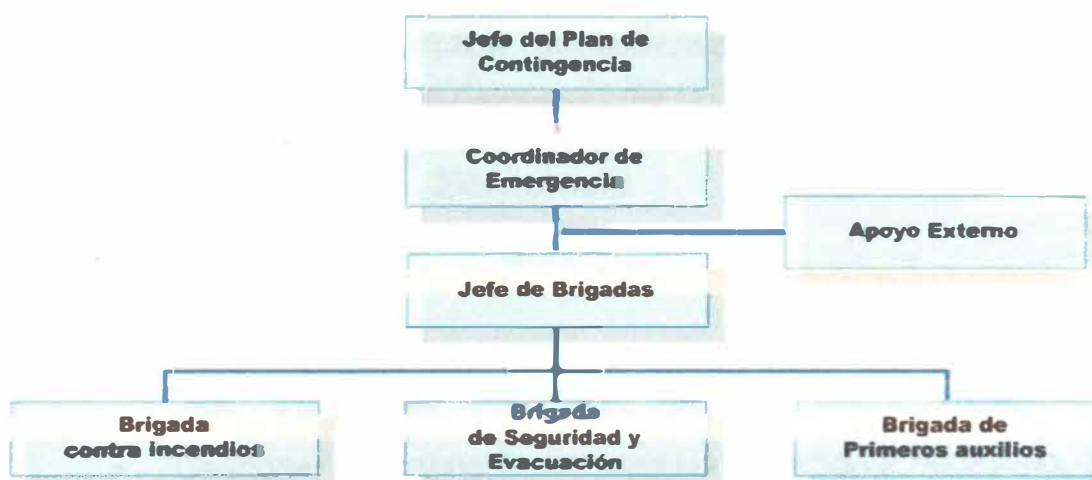 Jefe del Plan de
Contingencia
Coordinador de
Emergencia
Apoyo Externo
Jefe de Brigadas
Brigada
contra incendios
Brigada
de Seguridad y
Evacuación
Brigada de
Primeros auxilios